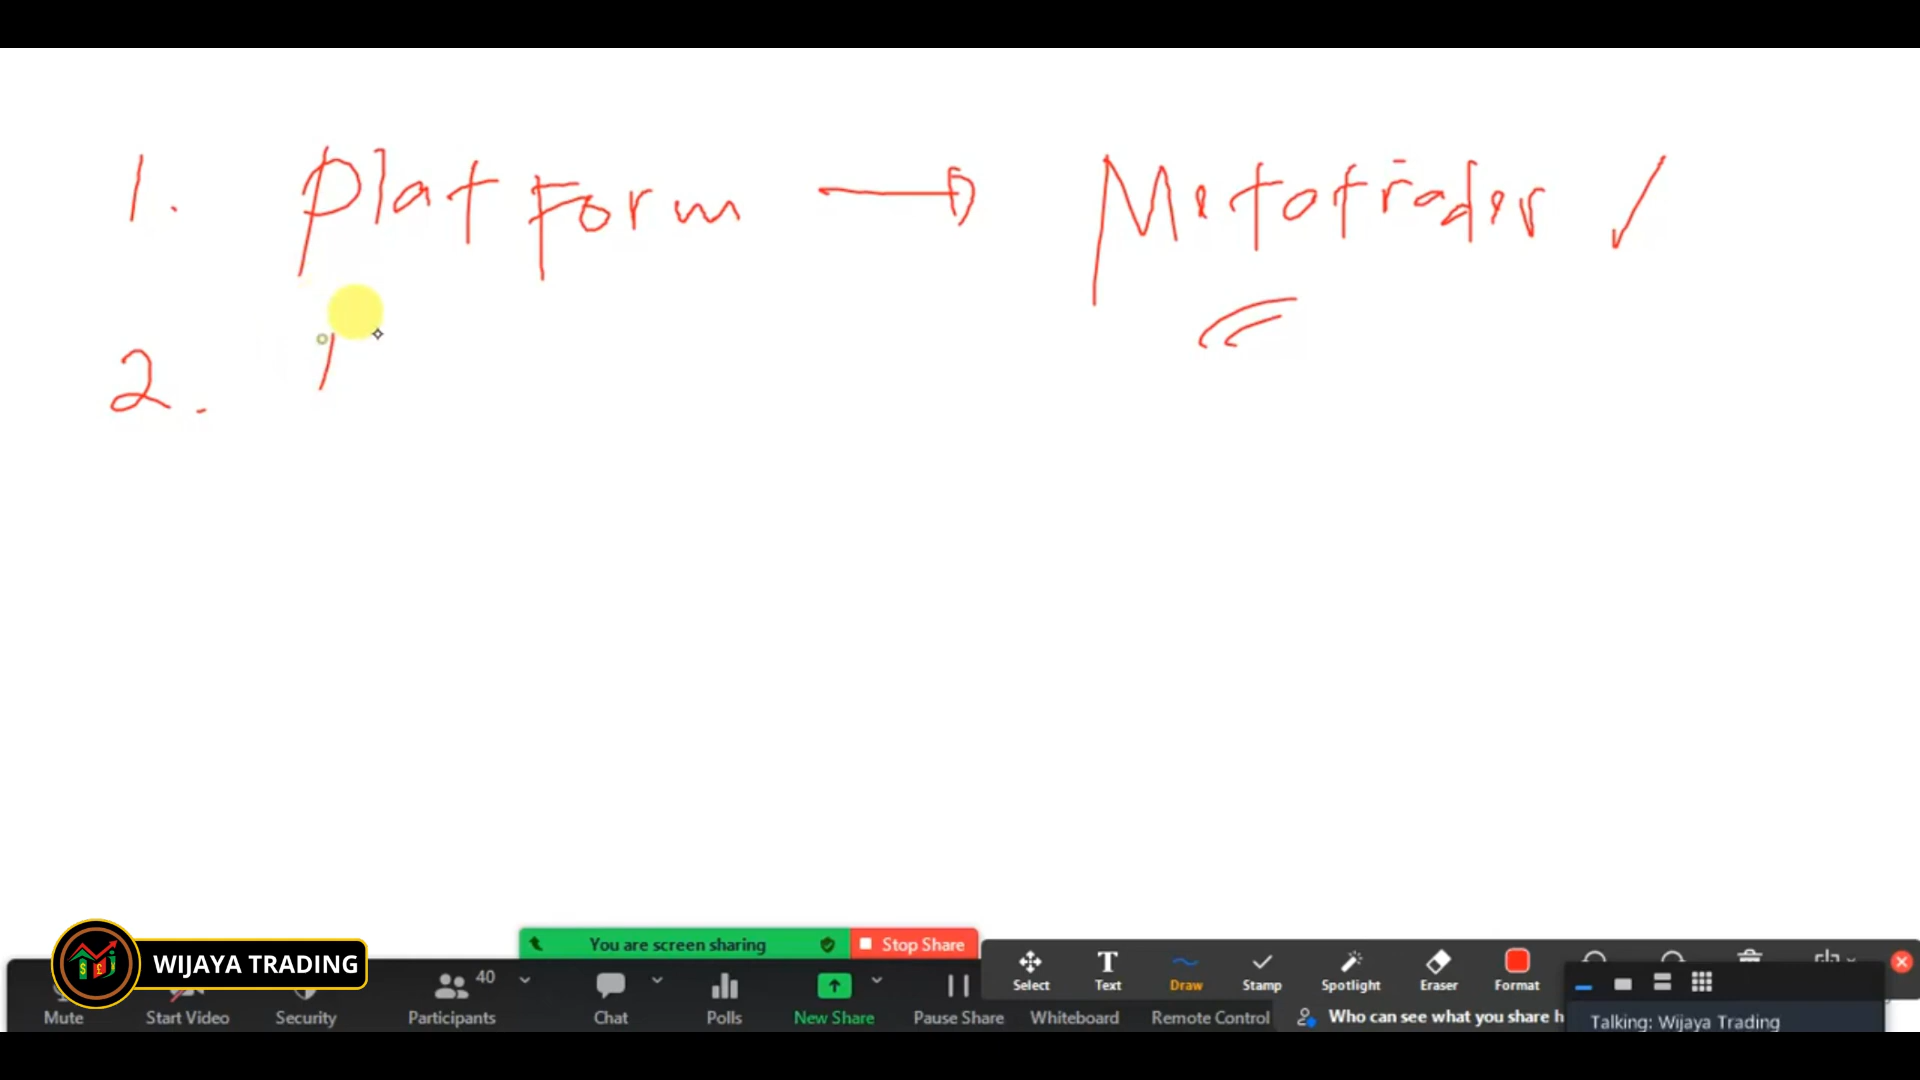 1. Platform → Metotrader ✓
2.
WIJAYA TRADING
You are screen sharing
Stop Share
Mute
Start Video
Security
Participants 40
Chat
Polls
New Share
Pause Share
Whiteboard
Remote Control
Select
Text
Draw
Stamp
Spotlight
Eraser
Format
Who can see what you share h
Talking: Wijaya Trading